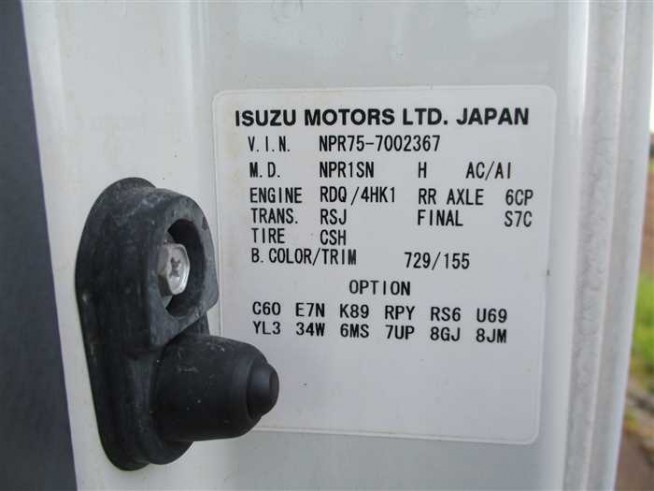 ISUZU MOTORS LTD. JAPAN
V.I.N. NPR75-7002367
M.D. NPR1SN H AC/AI
ENGINE RDQ/4HK1 RR AXLE 6CP
TRANS. RSJ FINAL S7C
TIRE CSH
B.COLOR/TRIM 729/155
OPTION
C60 E7N K89 RPY RS6 U69
YL3 34W 6MS 7UP 8GJ 8JM